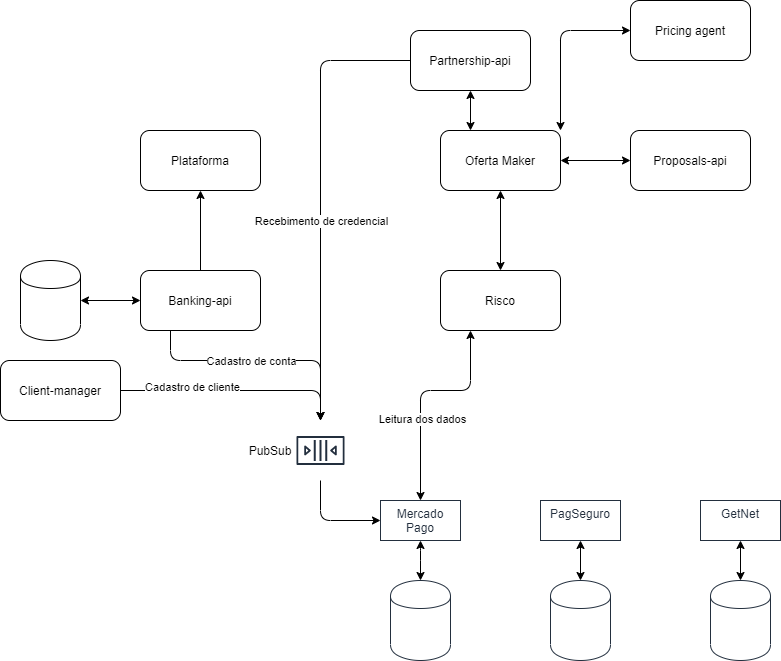 Pricing agent
Partnership-api
Plataforma
Oferta Maker
Proposals-api
Recebimento de credencial
Banking-api
Risco
Cadastro de conta
Client-manager
Cadastro de cliente
Leitura dos dados
PubSub
Mercado
Pago
PagSeguro
GetNet